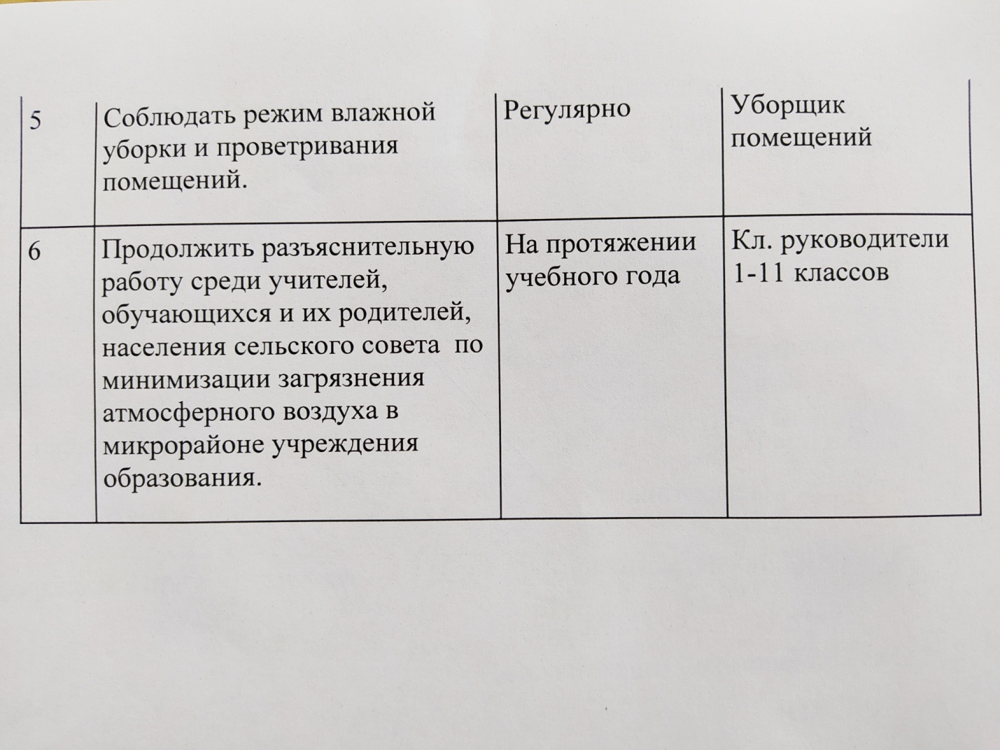 5
Соблюдать режим влажной
уборки и проветривания
помещений.
Регулярно
Уборщик
помещений
6
Продолжить разъяснительную
работу среди учителей,
обучающихся и их родителей,
населения сельского совета  по
минимизации загрязнения
атмосферного воздуха в
микрорайоне учреждения
образования.
На протяжении
учебного года
Кл. руководители
1-11 классов